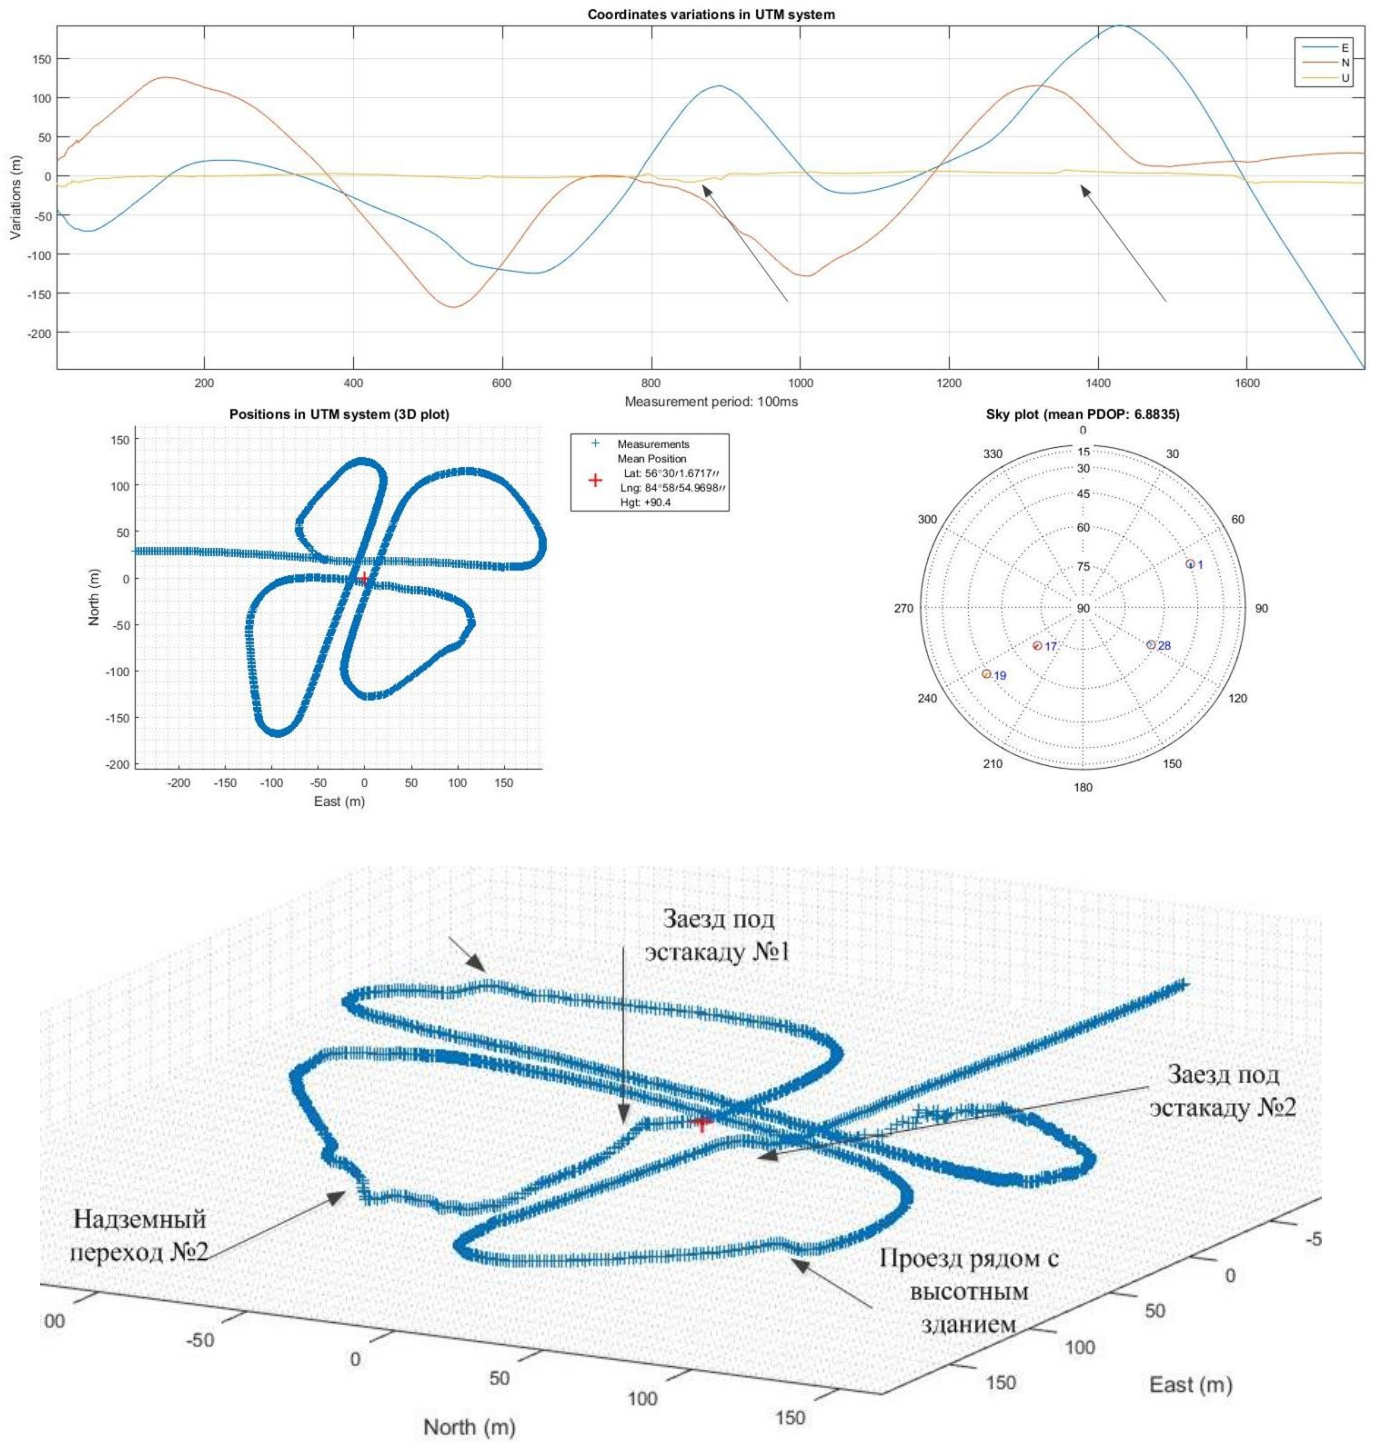 Coordinates variations in UTM system
150
100
50
0
-50
-100
-150
-200
Variations (m)
E
N
U
200
400
600
800
1000
1200
1400
1600
Measurement period: 100ms
Positions in UTM system (3D plot)
150
100
50
0
-50
-100
-150
-200
North (m)
-200
-150
-100
-50
0
50
100
150
East (m)
Measurements
Mean Position
Lat: 56°30′1.6717′′
Lng: 84°58′54.9698′′
Hgt: +90.4
Sky plot (mean PDOP: 6.8835)
0
15
30
45
60
75
90
30
60
90
120
150
180
210
240
270
300
330
1
28
17
19
Заезд под
эстакаду №1
Заезд под
эстакаду №2
Надземный
переход №2
Проезд рядом с
высотным
зданием
00
-50
0
50
100
150
North (m)
-5
0
50
100
150
East (m)